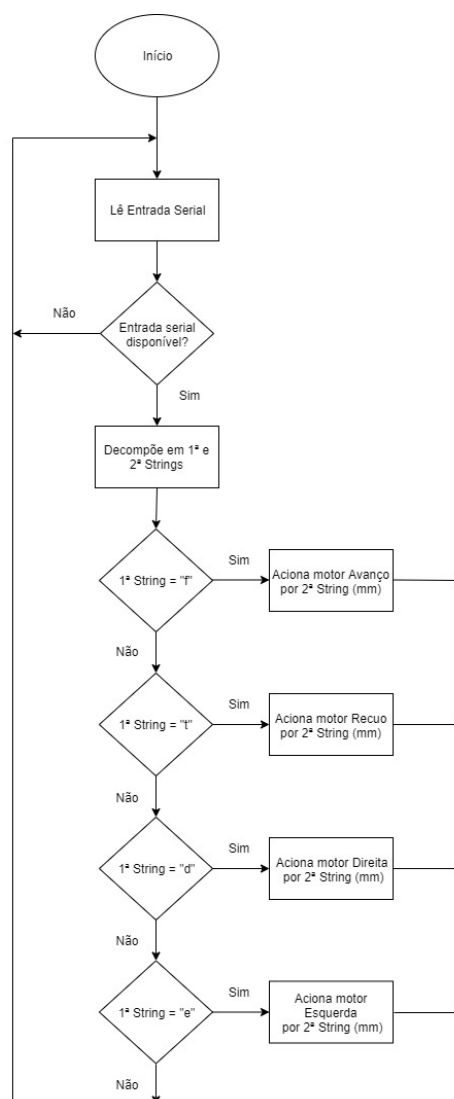 Início
Lê Entrada Serial
Não
Entrada serial
disponível?
Sim
Decompõe em 1ª e
2ª Strings
1ª String = "f"
Sim
Aciona motor Avanço
por 2ª String (mm)
Não
1ª String = "t"
Sim
Aciona motor Recuo
por 2ª String (mm)
Não
1ª String = "d"
Sim
Aciona motor Direita
por 2ª String (mm)
Não
1ª String = "e"
Sim
Aciona motor
Esquerda
por 2ª String (mm)
Não